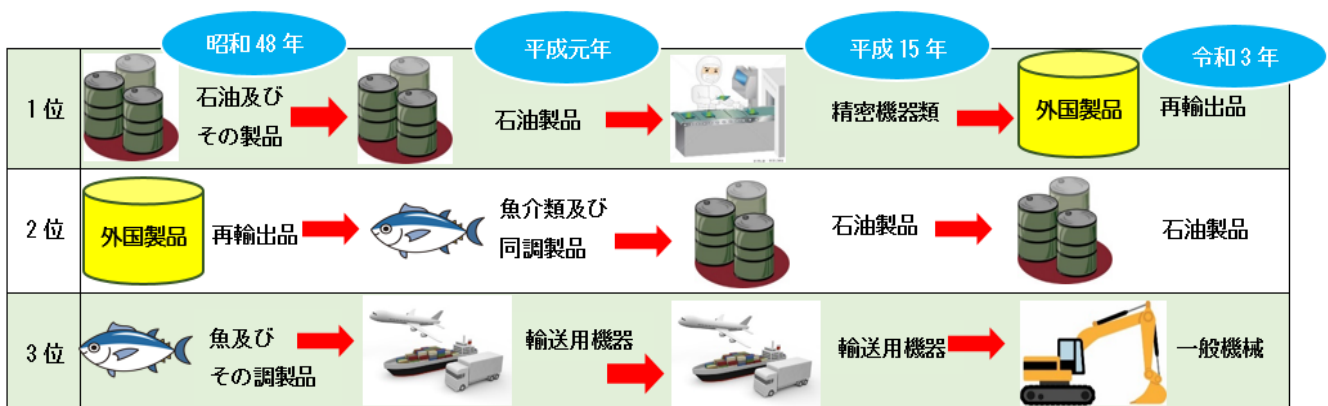 昭和 48 年
平成元年
平成 15 年
令和 3 年
1 位
石油及び
その製品
石油製品
精密機器類
外国製品
再輸出品
2 位
外国製品
再輸出品
魚介類及び
同調製品
石油製品
石油製品
3 位
魚及び
その調製品
輸送用機器
輸送用機器
一般機械